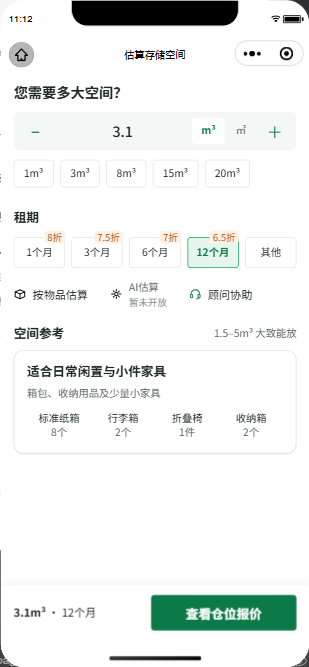 11:12
估算存储空间
您需要多大空间?
− 3.1 m³ ㎡ +
1m³ 3m³ 8m³ 15m³ 20m³
租期
8折 7.5折 7折 6.5折
1个月 3个月 6个月 12个月 其他
按物品估算 AI估算 顾问协助
暂未开放
空间参考 1.5–5m³ 大致能放
适合日常闲置与小件家具
箱包、收纳用品及少量小家具
标准纸箱 行李箱 折叠椅 收纳箱
8个 2个 1件 2个
3.1m³ · 12个月 查看仓位报价